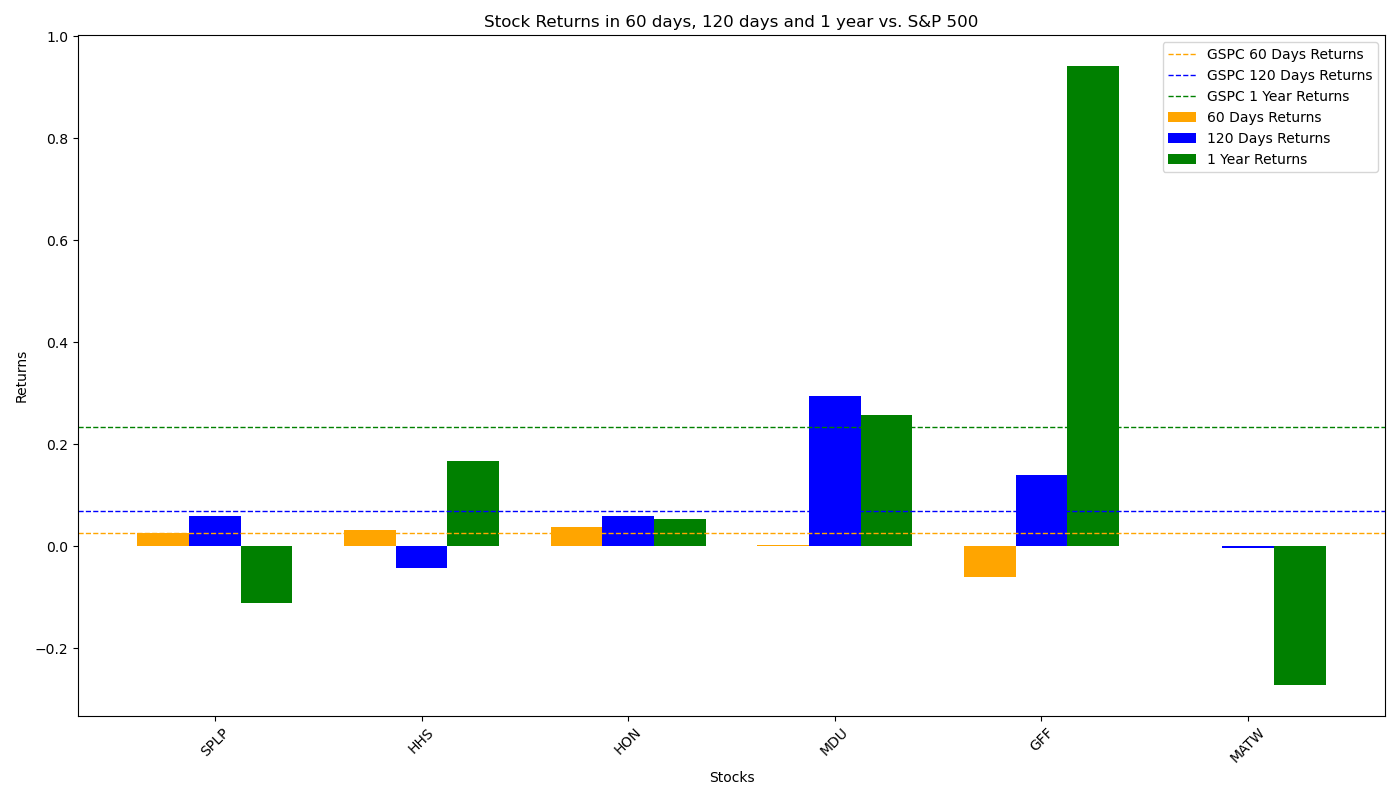 Stock Returns in 60 days, 120 days and 1 year vs. S&P 500
GSPC 60 Days Returns
GSPC 120 Days Returns
GSPC 1 Year Returns
60 Days Returns
120 Days Returns
1 Year Returns
Returns
1.0
0.8
0.6
0.4
0.2
0.0
−0.2
SPLP
HHS
HON
MDU
GFF
MATW
Stocks